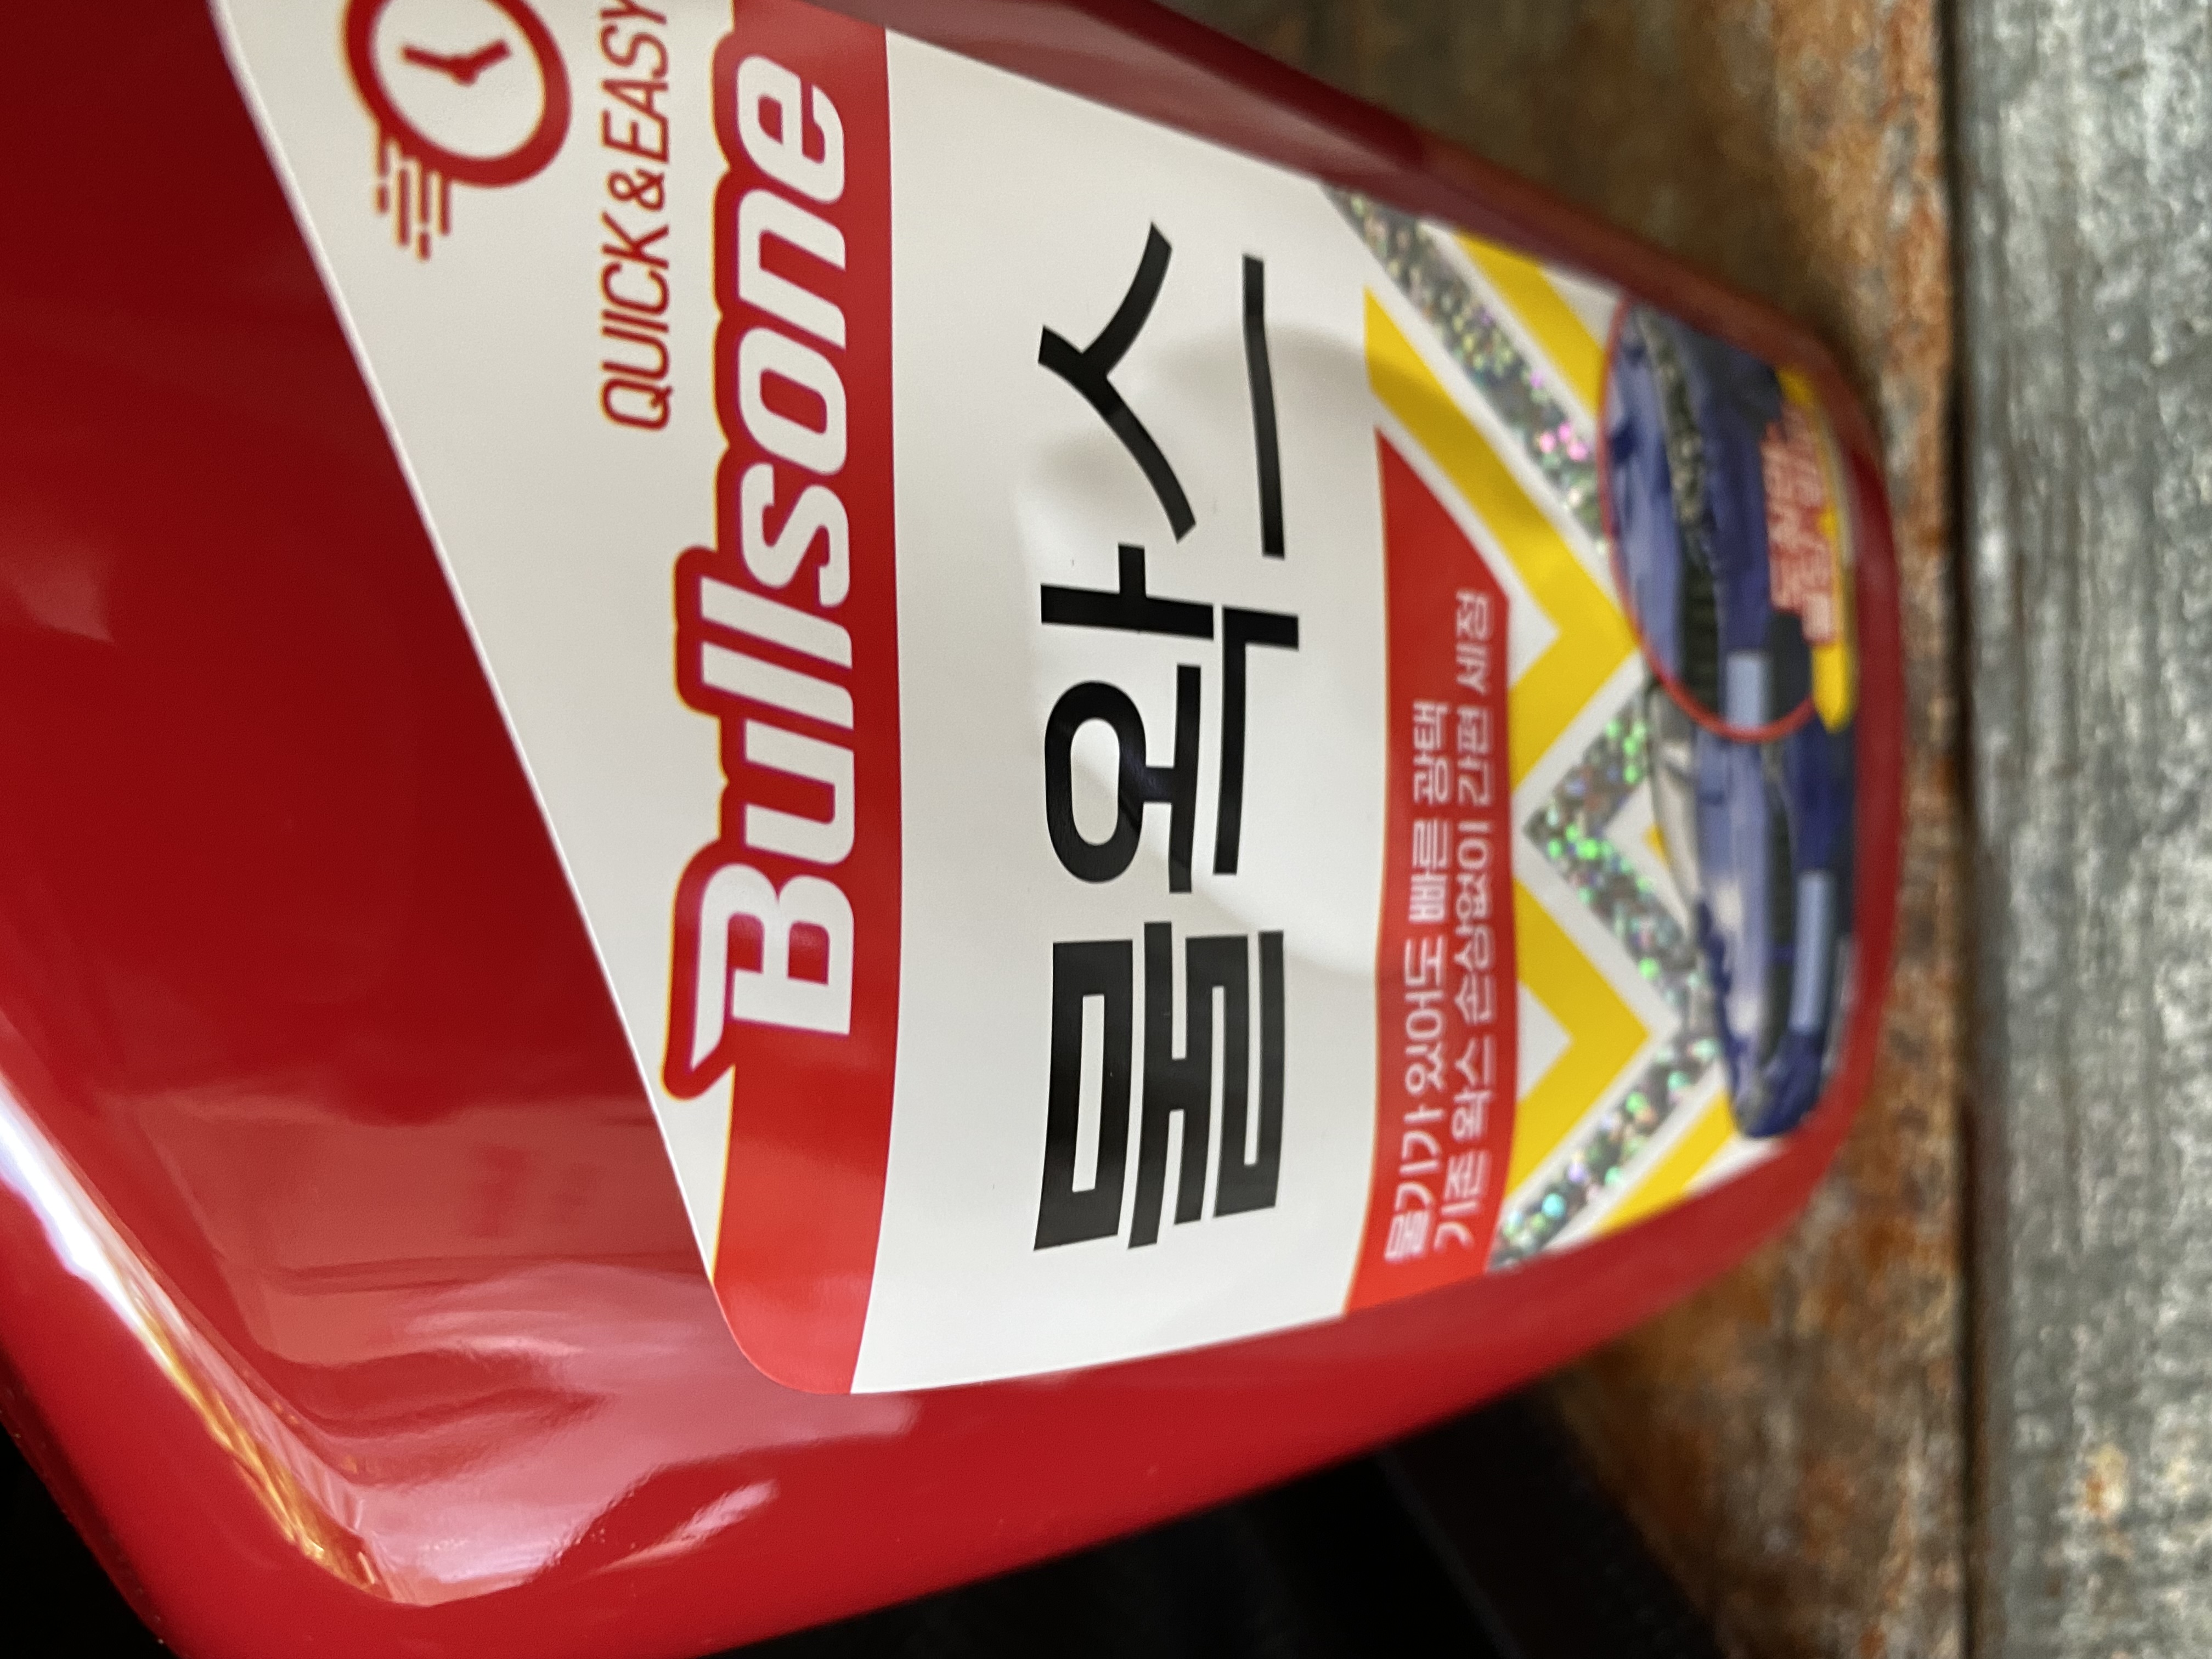 QUICK & EASY
Bullsone
물왁스
물기가 있어도 빠른 광택
기존 왁스 손상없이 간편 세정